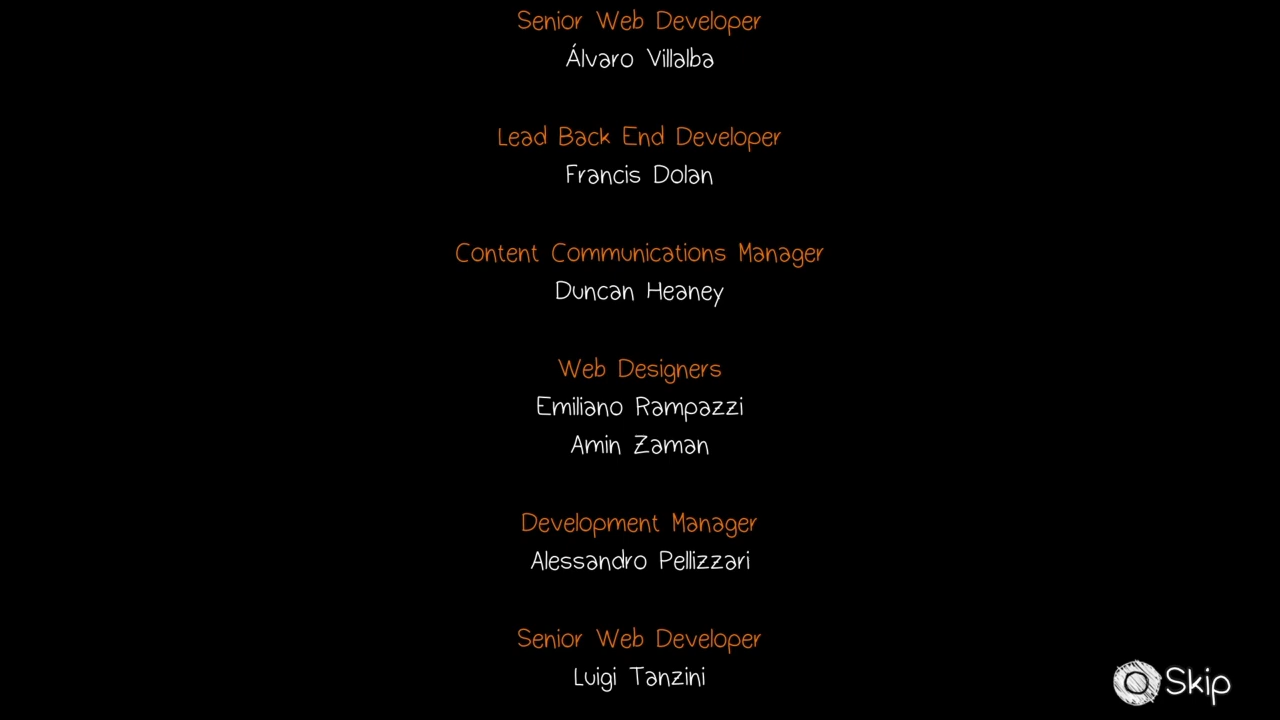 Senior Web Developer
Álvaro Villalba
Lead Back End Developer
Francis Dolan
Content Communications Manager
Duncan Heaney
Web Designers
Emiliano Rampazzi
Amin Zaman
Development Manager
Alessandro Pellizzari
Senior Web Developer
Luigi Tanzini
Skip